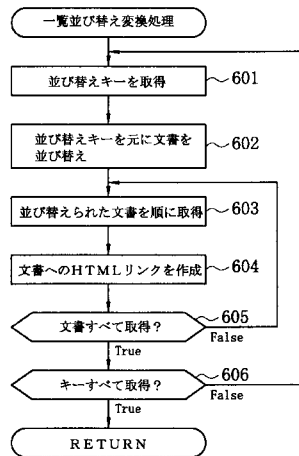 一覧並び替え変換処理
並び替えキーを取得
601
並び替えキーを元に文書を
並び替え
602
並び替えられた文書を順に取得
603
文書へのHTMLリンクを作成
604
文書すべて取得？
605
True
False
キーすべて取得？
606
True
False
RETURN